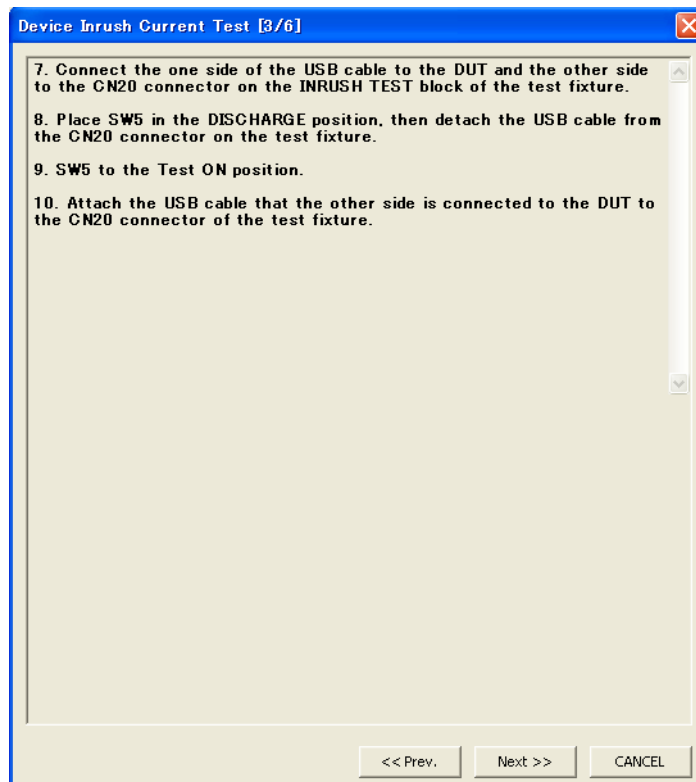 Device Inrush Current Test [3/6]
7. Connect the one side of the USB cable to the DUT and the other side
to the CN20 connector on the INRUSH TEST block of the test fixture.
8. Place SW5 in the DISCHARGE position, then detach the USB cable from
the CN20 connector on the test fixture.
9. SW5 to the Test ON position.
10. Attach the USB cable that the other side is connected to the DUT to
the CN20 connector of the test fixture.
<< Prev. Next >> CANCEL